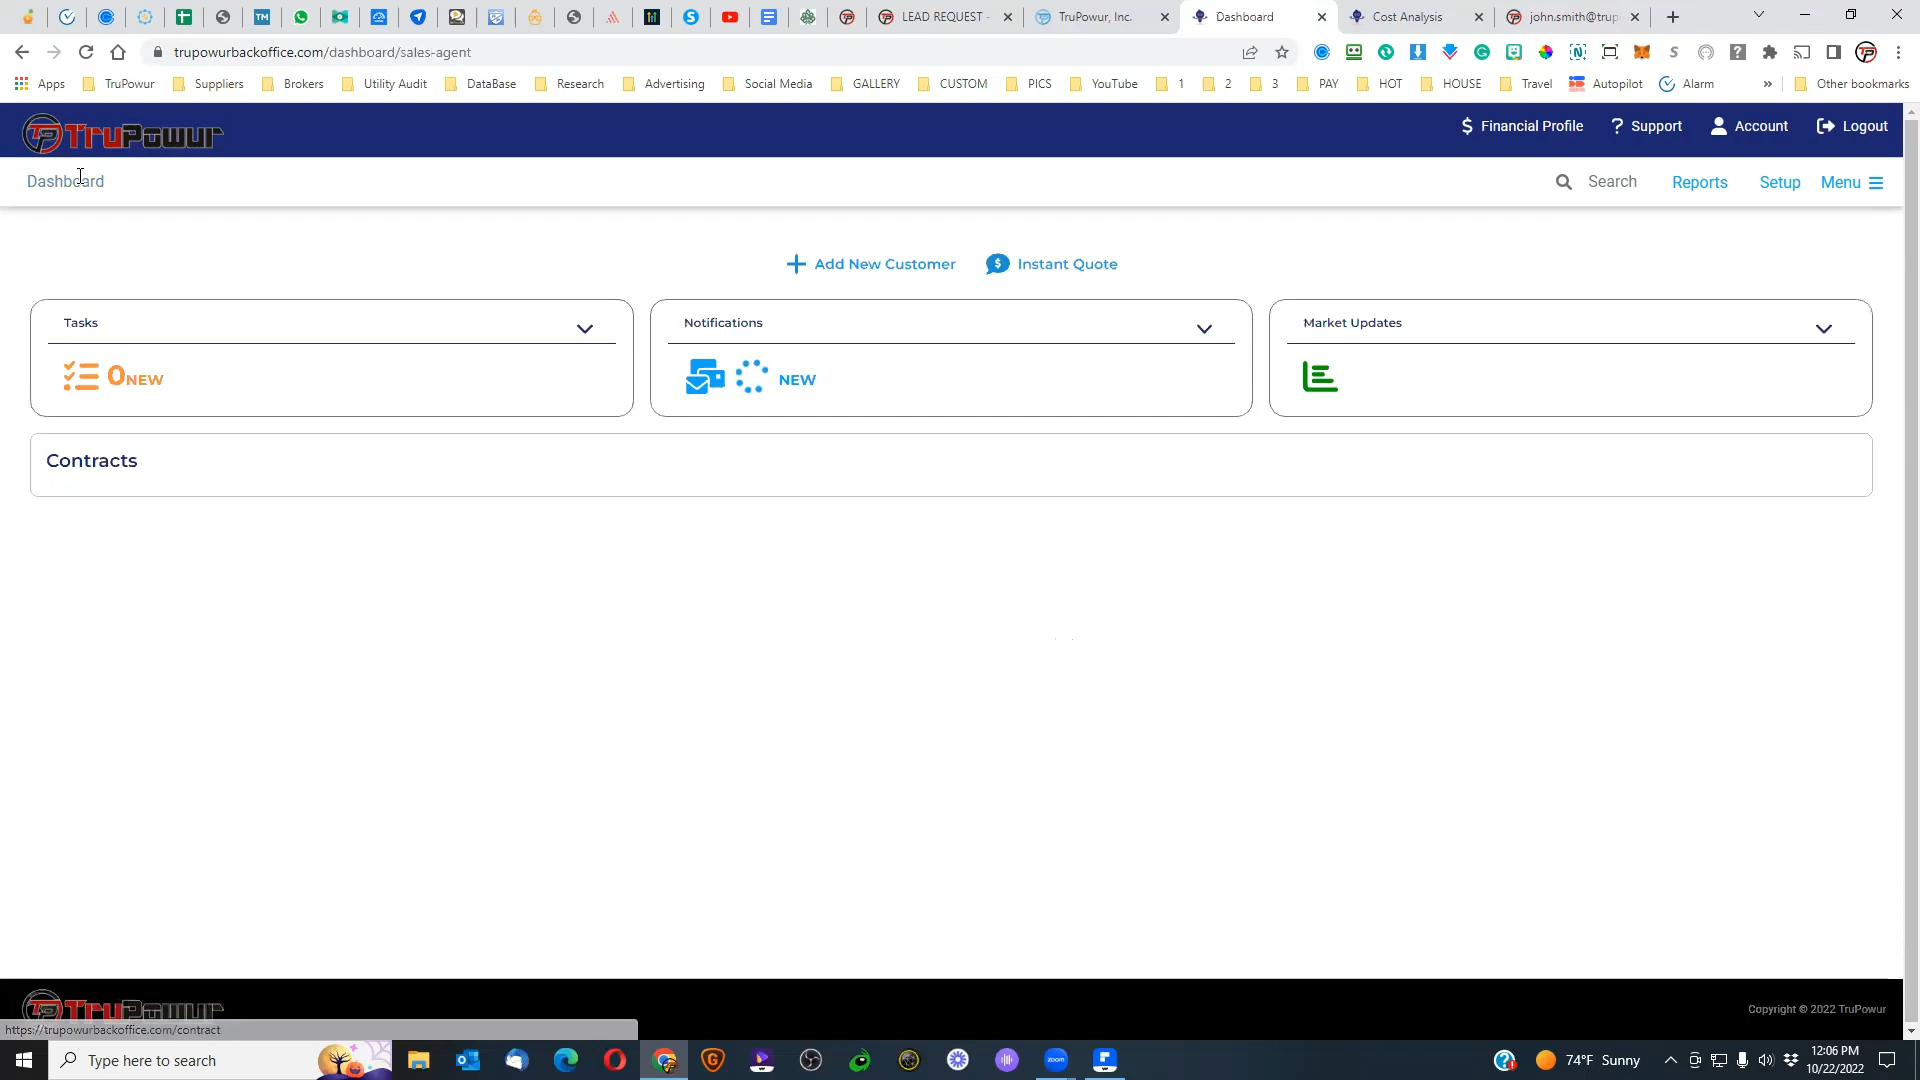 LEAD REQUEST -
TruPowur, Inc.
Dashboard
Cost Analysis
john.smith@trup
trupowurbackoffice.com/dashboard/sales-agent
Apps
TruPowur
Suppliers
Brokers
Utility Audit
DataBase
Research
Advertising
Social Media
GALLERY
CUSTOM
PICS
YouTube
1
2
3
PAY
HOT
HOUSE
Travel
Autopilot
Alarm
»
Other bookmarks
TruPowur
$ Financial Profile
? Support
Account
Logout
Dashboard
Search
Reports
Setup
Menu
+ Add New Customer
Instant Quote
Tasks
0 NEW
Notifications
NEW
Market Updates
Contracts
TruPowur
Copyright © 2022 TruPowur
https://trupowurbackoffice.com/contract
Type here to search
74°F Sunny
12:06 PM
10/22/2022